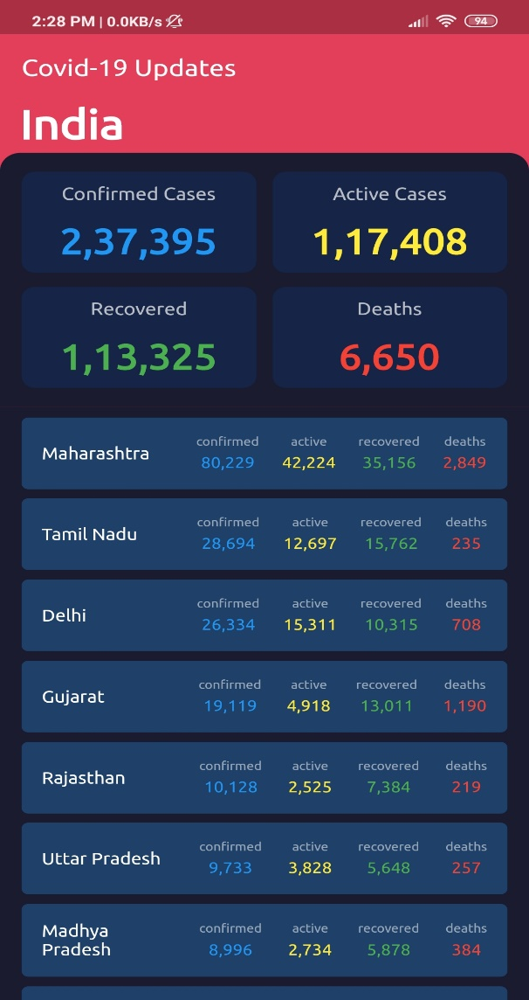 2:28 PM | 0.0KB/s 94
Covid-19 Updates
India
Confirmed Cases Active Cases
2,37,395 1,17,408
Recovered Deaths
1,13,325 6,650
Maharashtra
confirmed active recovered deaths
80,229 42,224 35,156 2,849
Tamil Nadu
confirmed active recovered deaths
28,694 12,697 15,762 235
Delhi
confirmed active recovered deaths
26,334 15,311 10,315 708
Gujarat
confirmed active recovered deaths
19,119 4,918 13,011 1,190
Rajasthan
confirmed active recovered deaths
10,128 2,525 7,384 219
Uttar Pradesh
confirmed active recovered deaths
9,733 3,828 5,648 257
Madhya
Pradesh
confirmed active recovered deaths
8,996 2,734 5,878 384